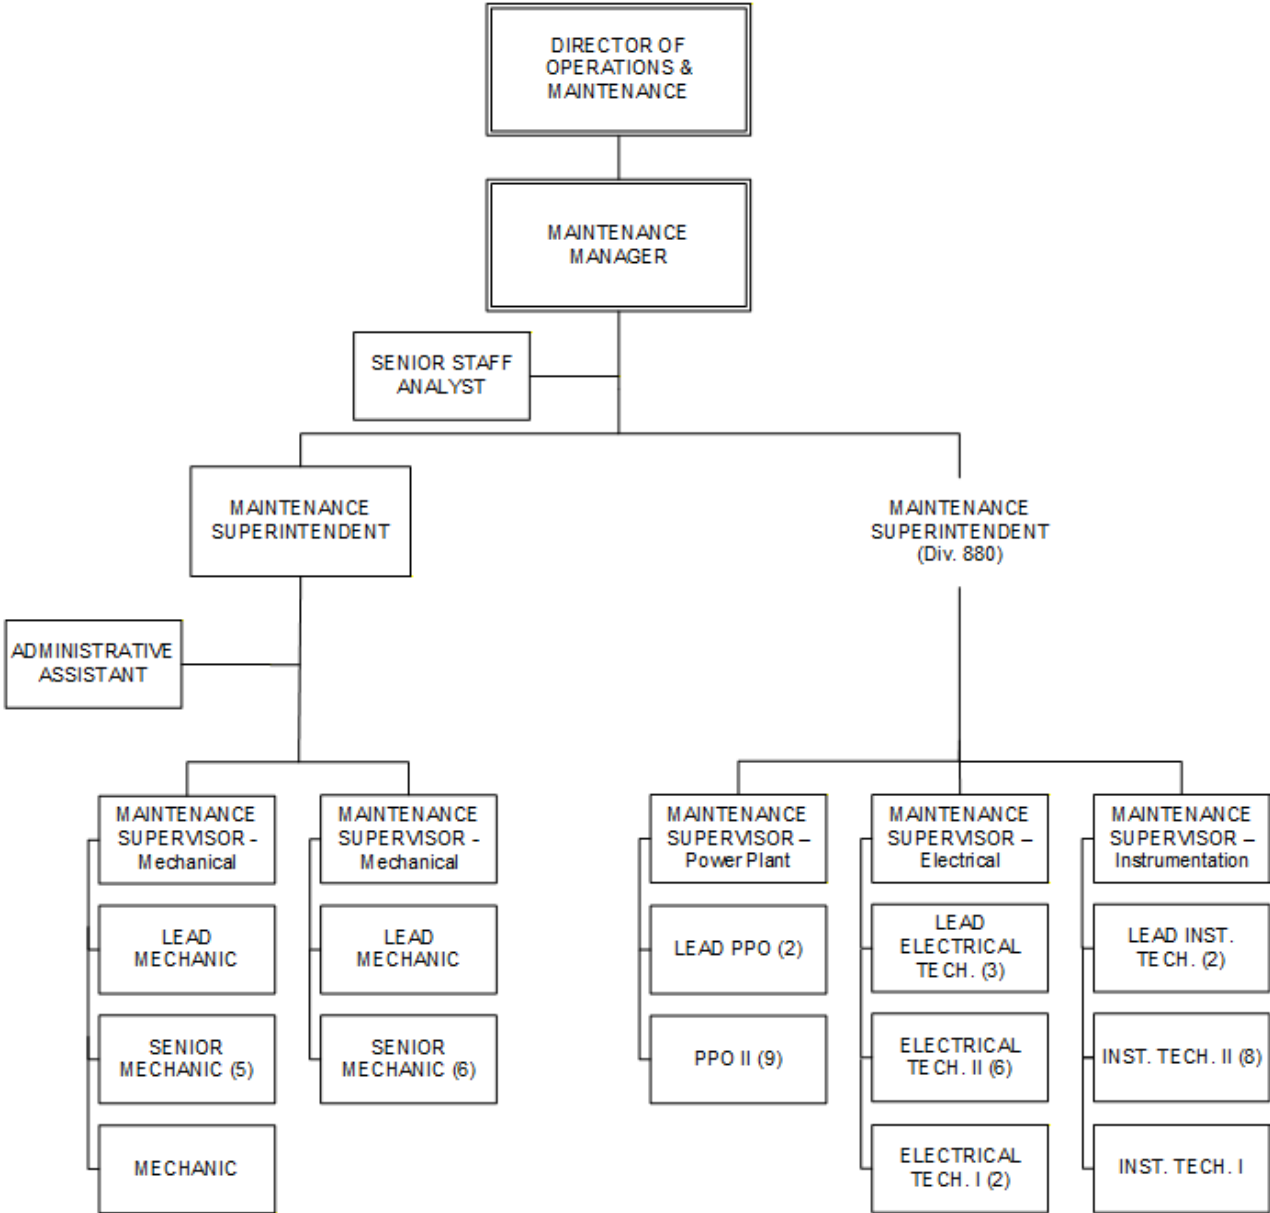 DIRECTOR OF
OPERATIONS &
MAINTENANCE
MAINTENANCE
MANAGER
SENIOR STAFF
ANALYST
MAINTENANCE
SUPERINTENDENT
MAINTENANCE
SUPERINTENDENT
(Div. 880)
ADMINISTRATIVE
ASSISTANT
MAINTENANCE
SUPERVISOR -
Mechanical
LEAD
MECHANIC
SENIOR
MECHANIC (5)
MECHANIC
MAINTENANCE
SUPERVISOR -
Mechanical
LEAD
MECHANIC
SENIOR
MECHANIC (6)
MAINTENANCE
SUPERVISOR –
Power Plant
LEAD PPO (2)
PPO II (9)
MAINTENANCE
SUPERVISOR –
Electrical
LEAD
ELECTRICAL
TECH. (3)
ELECTRICAL
TECH. II (6)
ELECTRICAL
TECH. I (2)
MAINTENANCE
SUPERVISOR –
Instrumentation
LEAD INST.
TECH. (2)
INST. TECH. II (8)
INST. TECH. I